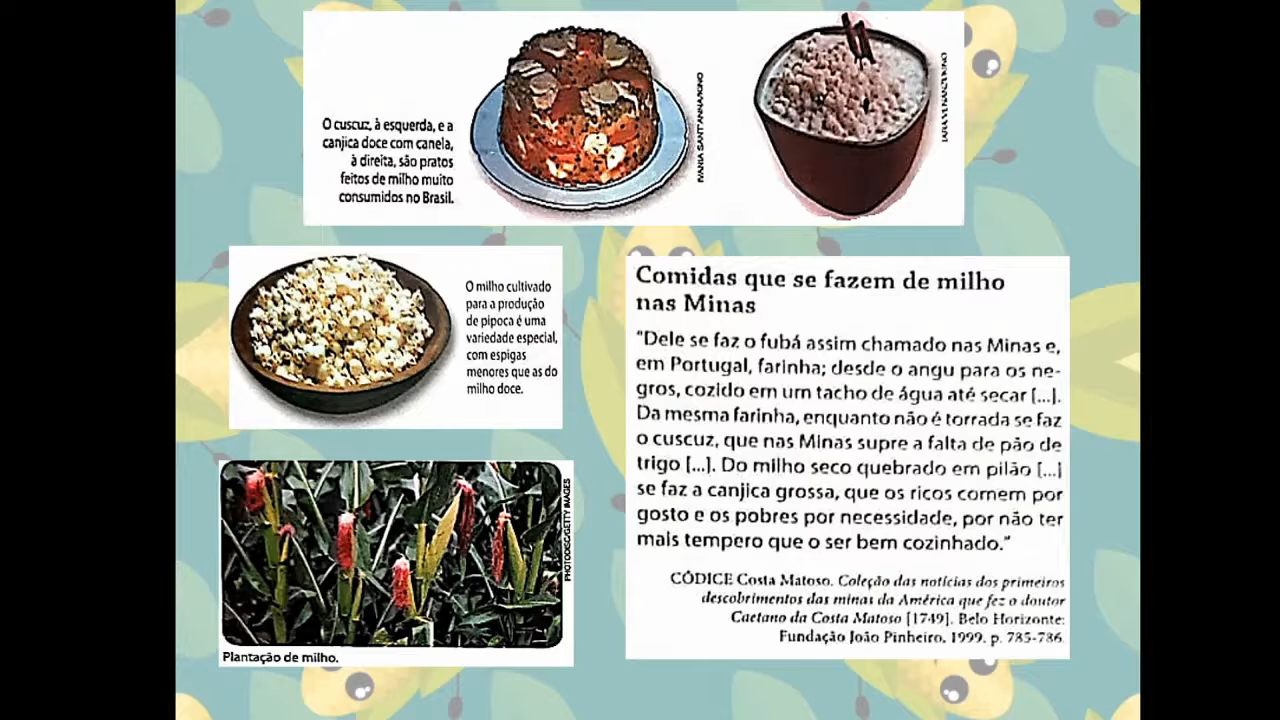 O cuscuz, à esquerda, e a
canjica doce com canela,
à direita, são pratos
feitos de milho muito
consumidos no Brasil.
IVANIA SANT'ANNA/KINO
IARA VENANZI/KINO
O milho cultivado
para a produção
de pipoca é uma
variedade especial,
com espigas
menores que as do
milho doce.
PHOTODISC/GETTY IMAGES
Plantação de milho.
Comidas que se fazem de milho
nas Minas
"Dele se faz o fubá assim chamado nas Minas e,
em Portugal, farinha; desde o angu para os ne-
gros, cozido em um tacho de água até secar [...].
Da mesma farinha, enquanto não é torrada se faz
o cuscuz, que nas Minas supre a falta de pão de
trigo [...]. Do milho seco quebrado em pilão [...]
se faz a canjica grossa, que os ricos comem por
gosto e os pobres por necessidade, por não ter
mais tempero que o ser bem cozinhado."
CÓDICE Costa Matoso. Coleção das notícias dos primeiros
descobrimentos das minas da América que fez o doutor
Caetano da Costa Matoso [1749]. Belo Horizonte:
Fundação João Pinheiro, 1999. p. 785-786.